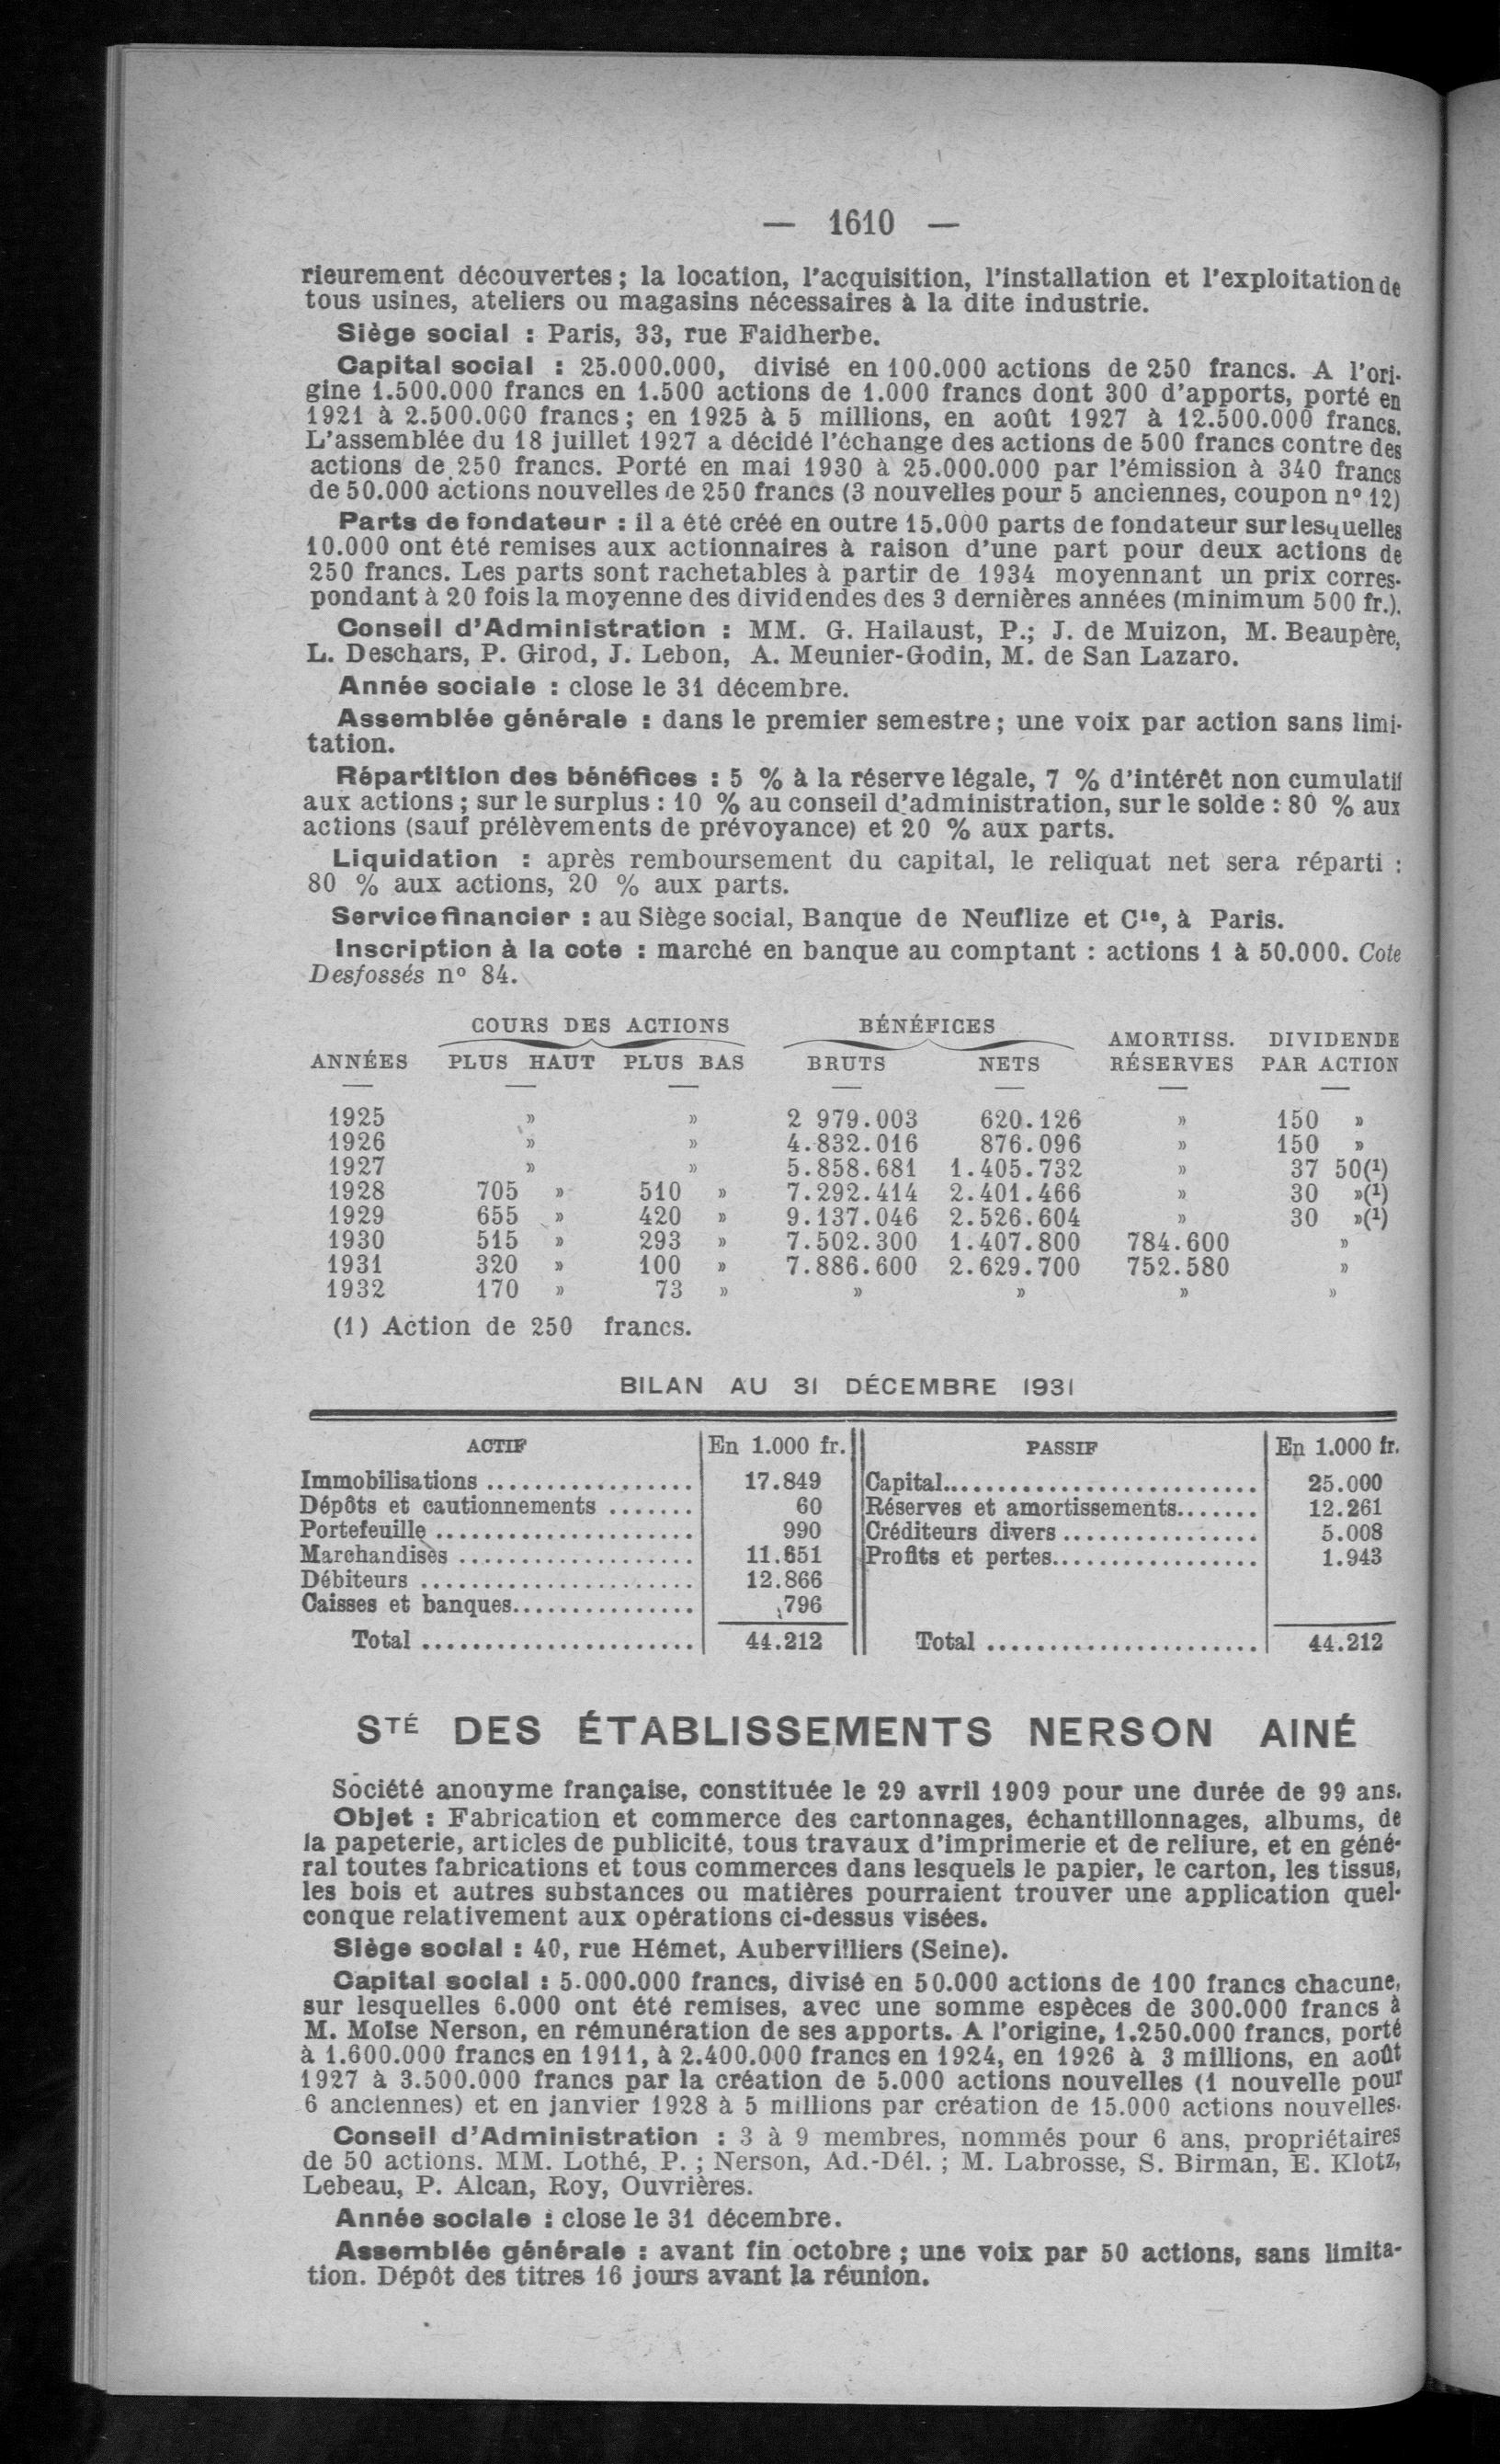 — 1610 —
rieurement découvertes; la location, l'acquisition, l'installation et l'exploitation de
tous usines, ateliers ou magasins nécessaires à la dite industrie.
Siège social : Paris, 33, rue Faidherbe.
Capital social : 25.000.000, divisé en 100.000 actions de 250 francs. A l'ori-
gine 1.500.000 francs en 1.500 actions de 1.000 francs dont 300 d'apports, porté en
1921 à 2.500.000 francs; en 1925 à 5 millions, en août 1927 à 12.500.000 francs.
L'assemblée du 18 juillet 1927 a décidé l'échange des actions de 500 francs contre des
actions de 250 francs. Porté en mai 1930 à 25.000.000 par l'émission à 340 francs
de 50.000 actions nouvelles de 250 francs (3 nouvelles pour 5 anciennes, coupon nº 12)
Parts de fondateur : il a été créé en outre 15.000 parts de fondateur sur lesquelles
10.000 ont été remises aux actionnaires à raison d'une part pour deux actions de
250 francs. Les parts sont rachetables à partir de 1934 moyennant un prix corres-
pondant à 20 fois la moyenne des dividendes des 3 dernières années (minimum 500 fr.).
Conseil d'Administration : MM. G. Hailaust, P.; J. de Muizon, M. Beaupère,
L. Deschars, P. Girod, J. Lebon, A. Meunier-Godin, M. de San Lazaro.
Année sociale : close le 31 décembre.
Assemblée générale : dans le premier semestre; une voix par action sans limi-
tation.
Répartition des bénéfices : 5 % à la réserve légale, 7 % d'intérêt non cumulatif
aux actions; sur le surplus : 10 % au conseil d'administration, sur le solde : 80 % aux
actions (sauf prélèvements de prévoyance) et 20 % aux parts.
Liquidation : après remboursement du capital, le reliquat net sera réparti :
80 % aux actions, 20 % aux parts.
Service financier : au Siège social, Banque de Neuflize et Cie, à Paris.
Inscription à la cote : marché en banque au comptant : actions 1 à 50.000. Cote
Desfossés nº 84.
COURS DES ACTIONS BÉNÉFICES AMORTISS. DIVIDENDE
ANNÉES PLUS HAUT PLUS BAS BRUTS NETS RÉSERVES PAR ACTION
1925 » » 2 979.003 620.126 » 150 »
1926 » » 4.832.016 876.096 » 150 »
1927 » » 5.858.681 1.405.732 » 37 50(1)
1928 705 » 510 » 7.292.414 2.401.466 » 30 »(1)
1929 655 » 420 » 9.137.046 2.526.604 » 30 »(1)
1930 515 » 293 » 7.502.300 1.407.800 784.600 »
1931 320 » 100 » 7.886.600 2.629.700 752.580 »
1932 170 » 73 » » » » »
(1) Action de 250 francs.
BILAN AU 31 DÉCEMBRE 1931
ACTIF En 1.000 fr. PASSIF En 1.000 fr.
Immobilisations ................. 17.849 Capital......................... 25.000
Dépôts et cautionnements ....... 60 Réserves et amortissements....... 12.261
Portefeuille ..................... 990 Créditeurs divers ................ 5.008
Marchandises ................... 11.651 Profits et pertes................. 1.943
Débiteurs ...................... 12.866
Caisses et banques............... 796
Total ...................... 44.212 Total ...................... 44.212
STÉ DES ÉTABLISSEMENTS NERSON AINÉ
Société anonyme française, constituée le 29 avril 1909 pour une durée de 99 ans.
Objet : Fabrication et commerce des cartonnages, échantillonnages, albums, de
la papeterie, articles de publicité, tous travaux d'imprimerie et de reliure, et en géné-
ral toutes fabrications et tous commerces dans lesquels le papier, le carton, les tissus,
les bois et autres substances ou matières pourraient trouver une application quel-
conque relativement aux opérations ci-dessus visées.
Siège social : 40, rue Hémet, Aubervilliers (Seine).
Capital social : 5.000.000 francs, divisé en 50.000 actions de 100 francs chacune,
sur lesquelles 6.000 ont été remises, avec une somme espèces de 300.000 francs à
M. Moïse Nerson, en rémunération de ses apports. A l'origine, 1.250.000 francs, porté
à 1.600.000 francs en 1911, à 2.400.000 francs en 1924, en 1926 à 3 millions, en août
1927 à 3.500.000 francs par la création de 5.000 actions nouvelles (1 nouvelle pour
6 anciennes) et en janvier 1928 à 5 millions par création de 15.000 actions nouvelles.
Conseil d'Administration : 3 à 9 membres, nommés pour 6 ans, propriétaires
de 50 actions. MM. Lothé, P. ; Nerson, Ad.-Dél. ; M. Labrosse, S. Birman, E. Klotz,
Lebeau, P. Alcan, Roy, Ouvrières.
Année sociale : close le 31 décembre.
Assemblée générale : avant fin octobre ; une voix par 50 actions, sans limita-
tion. Dépôt des titres 16 jours avant la réunion.